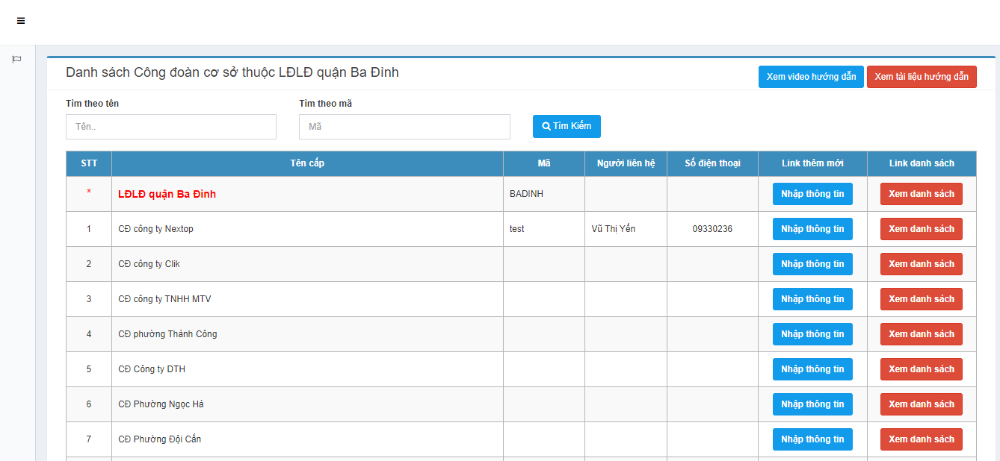 Danh sách Công đoàn cơ sở thuộc LĐLĐ quận Ba Đình
Xem video hướng dẫn Xem tài liệu hướng dẫn
Tìm theo tên Tìm theo mã
Tên.. Mã Tìm Kiếm
STT Tên cấp Mã Người liên hệ Số điện thoại Link thêm mới Link danh sách
* LĐLĐ quận Ba Đình BADINH Nhập thông tin Xem danh sách
1 CĐ công ty Nextop test Vũ Thị Yến 09330236 Nhập thông tin Xem danh sách
2 CĐ công ty Clik Nhập thông tin Xem danh sách
3 CĐ công ty TNHH MTV Nhập thông tin Xem danh sách
4 CĐ phường Thành Công Nhập thông tin Xem danh sách
5 CĐ Công ty DTH Nhập thông tin Xem danh sách
6 CĐ Phường Ngọc Hà Nhập thông tin Xem danh sách
7 CĐ Phường Đội Cấn Nhập thông tin Xem danh sách